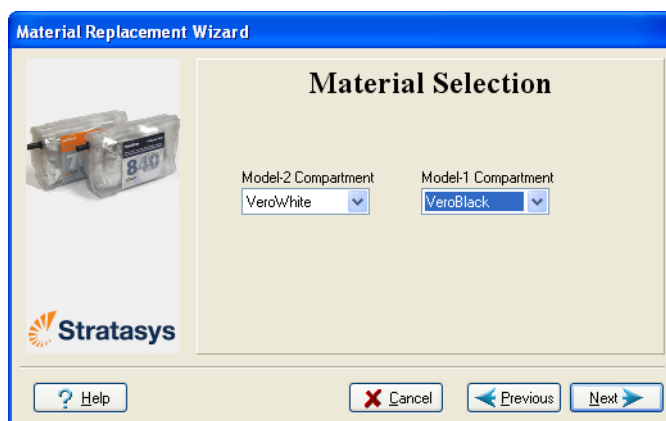 Material Replacement Wizard
Material Selection
Model-2 Compartment
Model-1 Compartment
VeroWhite
VeroBlack
840
Stratasys
? Help
Cancel
Previous
Next